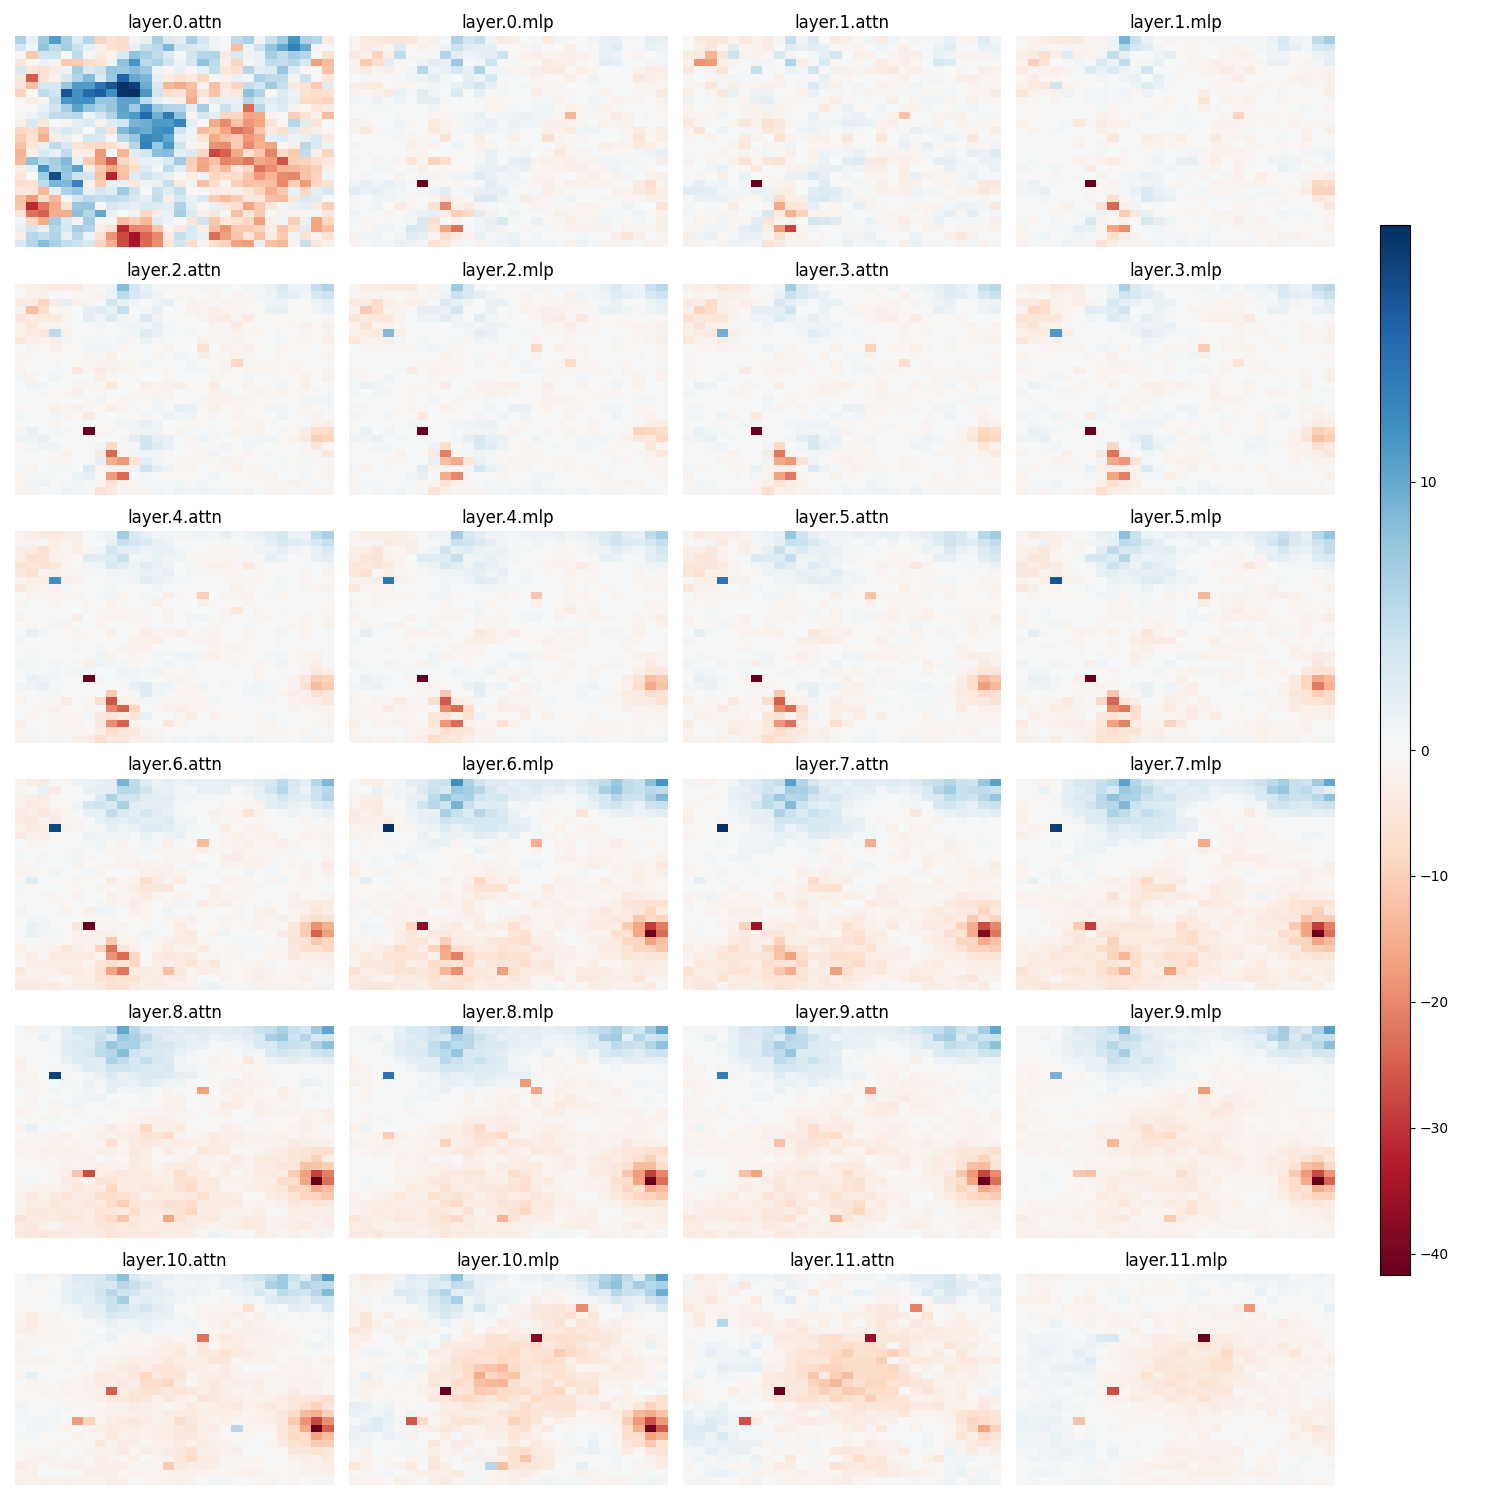 layer.0.attn layer.0.mlp layer.1.attn layer.1.mlp
layer.2.attn layer.2.mlp layer.3.attn layer.3.mlp
layer.4.attn layer.4.mlp layer.5.attn layer.5.mlp
layer.6.attn layer.6.mlp layer.7.attn layer.7.mlp
layer.8.attn layer.8.mlp layer.9.attn layer.9.mlp
layer.10.attn layer.10.mlp layer.11.attn layer.11.mlp
10
0
−10
−20
−30
−40